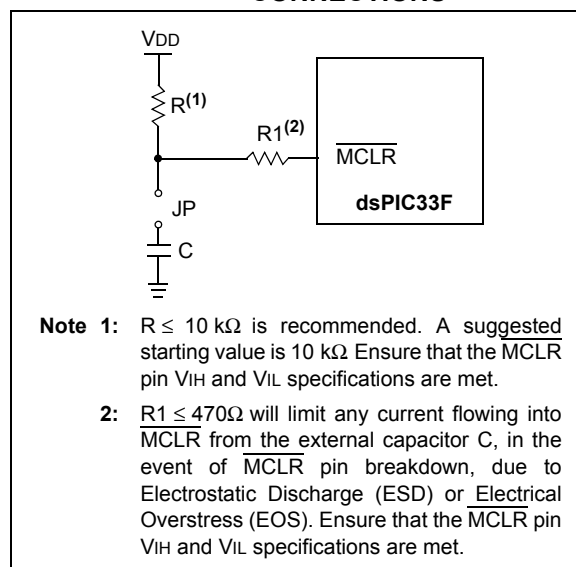 VDD
R(1)
R1(2)
MCLR
dsPIC33F
JP
C
Note 1: R ≤ 10 kΩ is recommended. A suggested
starting value is 10 kΩ Ensure that the MCLR
pin VIH and VIL specifications are met.
2: R1 ≤ 470Ω will limit any current flowing into
MCLR from the external capacitor C, in the
event of MCLR pin breakdown, due to
Electrostatic Discharge (ESD) or Electrical
Overstress (EOS). Ensure that the MCLR pin
VIH and VIL specifications are met.